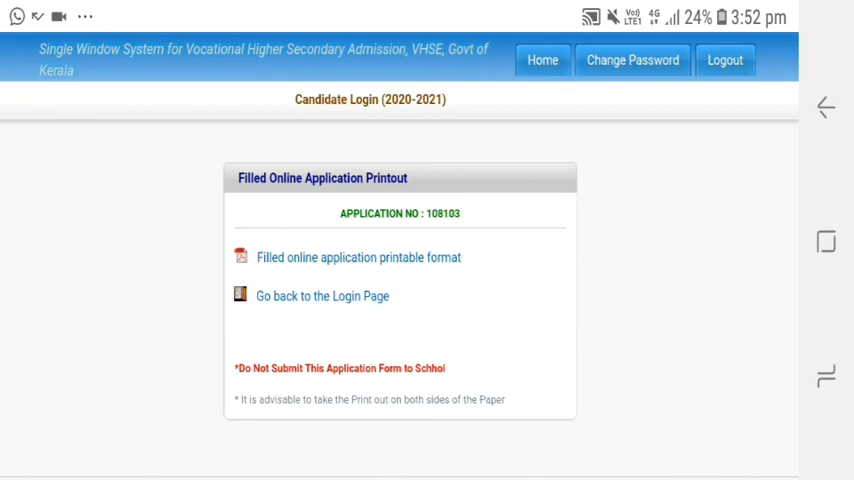 VoD 4G 24% 3:52 pm
LTE1
Single Window System for Vocational Higher Secondary Admission, VHSE, Govt of
Kerala
Home Change Password Logout
Candidate Login (2020-2021)
Filled Online Application Printout
APPLICATION NO : 108103
Filled online application printable format
Go back to the Login Page
*Do Not Submit This Application Form to Schhol
* It is advisable to take the Print out on both sides of the Paper